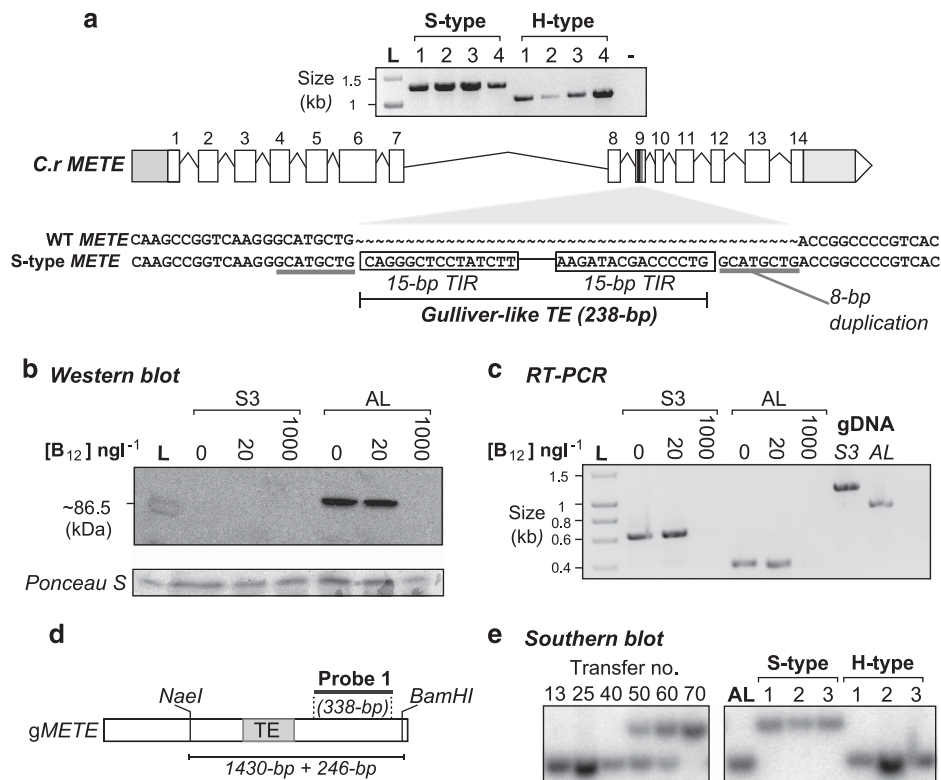 a
S-type H-type
L 1 2 3 4 1 2 3 4 -
Size (kb)
1.5
1
1 2 3 4 5 6 7 8 9 10 11 12 13 14
C.r METE
WT METE CAAGCCGGTCAAGGGCATGCTG~~~~~~~~~~~~~~~~~~~~~~~~~~~~~~~~~~~~~~~~~~~~~~~~~ACCGGCCCCGTCAC
S-type METE CAAGCCGGTCAAGGGCATGCTG CAGGGCTCCTATCTT AAGATACGACCCCTG GCATGCTGACCGGCCCCGTCAC
15-bp TIR 15-bp TIR
Gulliver-like TE (238-bp)
8-bp duplication
b Western blot
S3 AL
[B12] ngl-1 L 0 20 1000 0 20 1000
~86.5 (kDa)
Ponceau S
c RT-PCR
S3 AL gDNA
[B12] ngl-1 L 0 20 1000 0 20 1000 S3 AL
Size (kb)
1.5
1
0.8
0.6
0.4
d
NaeI Probe 1 (338-bp) BamHI
gMETE TE
1430-bp + 246-bp
e Southern blot
Transfer no.
13 25 40 50 60 70
S-type H-type
AL 1 2 3 1 2 3